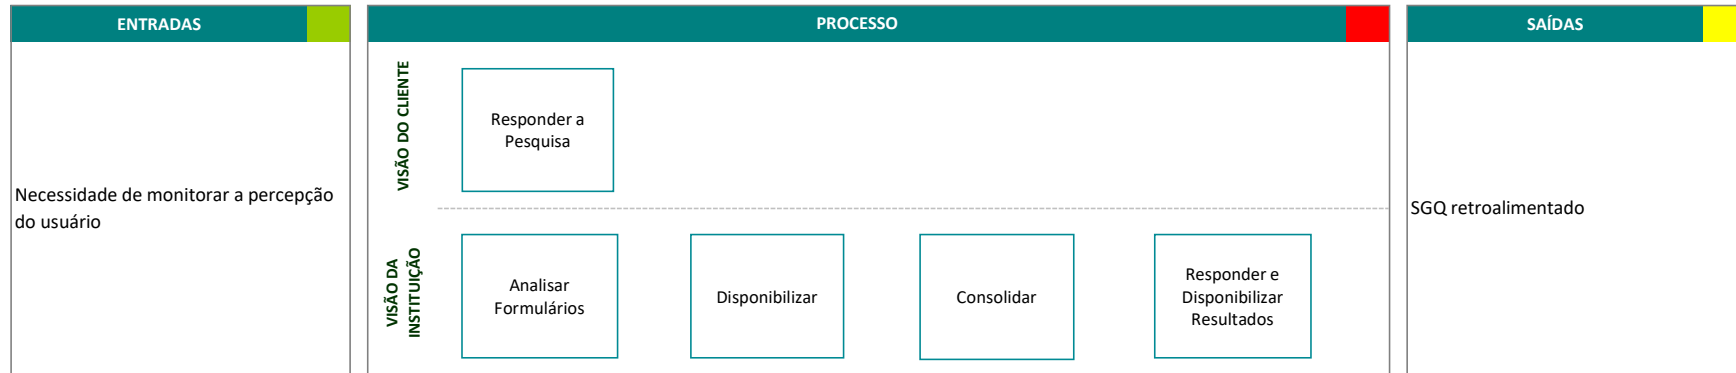 ENTRADAS
PROCESSO
SAÍDAS
Necessidade de monitorar a percepção
do usuário
VISÃO DO CLIENTE
Responder a
Pesquisa
VISÃO DA
INSTITUIÇÃO
Analisar
Formulários
Disponibilizar
Consolidar
Responder e
Disponibilizar
Resultados
SGQ retroalimentado